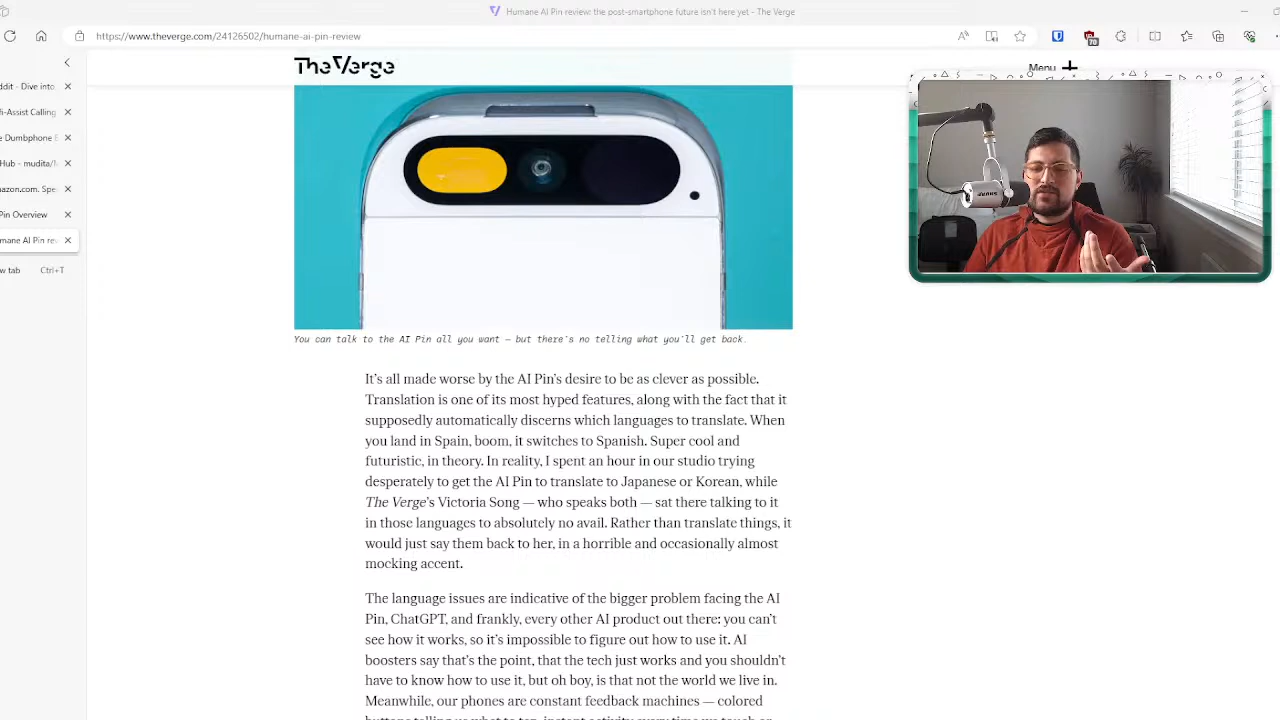 Humane AI Pin review: the post-smartphone future isn't here yet - The Verge
https://www.theverge.com/24126502/humane-ai-pin-review
70
The Verge
Menu
ddit - Dive into
i-Assist Calling
e Dumbphone
Hub - mudita/
mazon.com. Spe
Pin Overview
mane AI Pin rev
w tab Ctrl+T
You can talk to the AI Pin all you want — but there's no telling what you'll get back.
It's all made worse by the AI Pin's desire to be as clever as possible.
Translation is one of its most hyped features, along with the fact that it
supposedly automatically discerns which languages to translate. When
you land in Spain, boom, it switches to Spanish. Super cool and
futuristic, in theory. In reality, I spent an hour in our studio trying
desperately to get the AI Pin to translate to Japanese or Korean, while
The Verge's Victoria Song — who speaks both — sat there talking to it
in those languages to absolutely no avail. Rather than translate things, it
would just say them back to her, in a horrible and occasionally almost
mocking accent.
The language issues are indicative of the bigger problem facing the AI
Pin, ChatGPT, and frankly, every other AI product out there: you can't
see how it works, so it's impossible to figure out how to use it. AI
boosters say that's the point, that the tech just works and you shouldn't
have to know how to use it, but oh boy, is that not the world we live in.
Meanwhile, our phones are constant feedback machines — colored